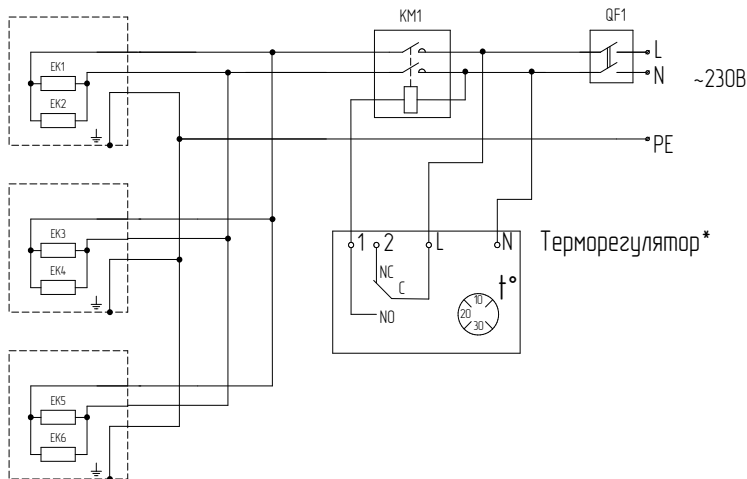 KM1
QF1
L
N
~230В
PE
EK1
EK2
EK3
EK4
EK5
EK6
1 2 L N
Терморегулятор*
NC
C
NO
t°
10
20
30